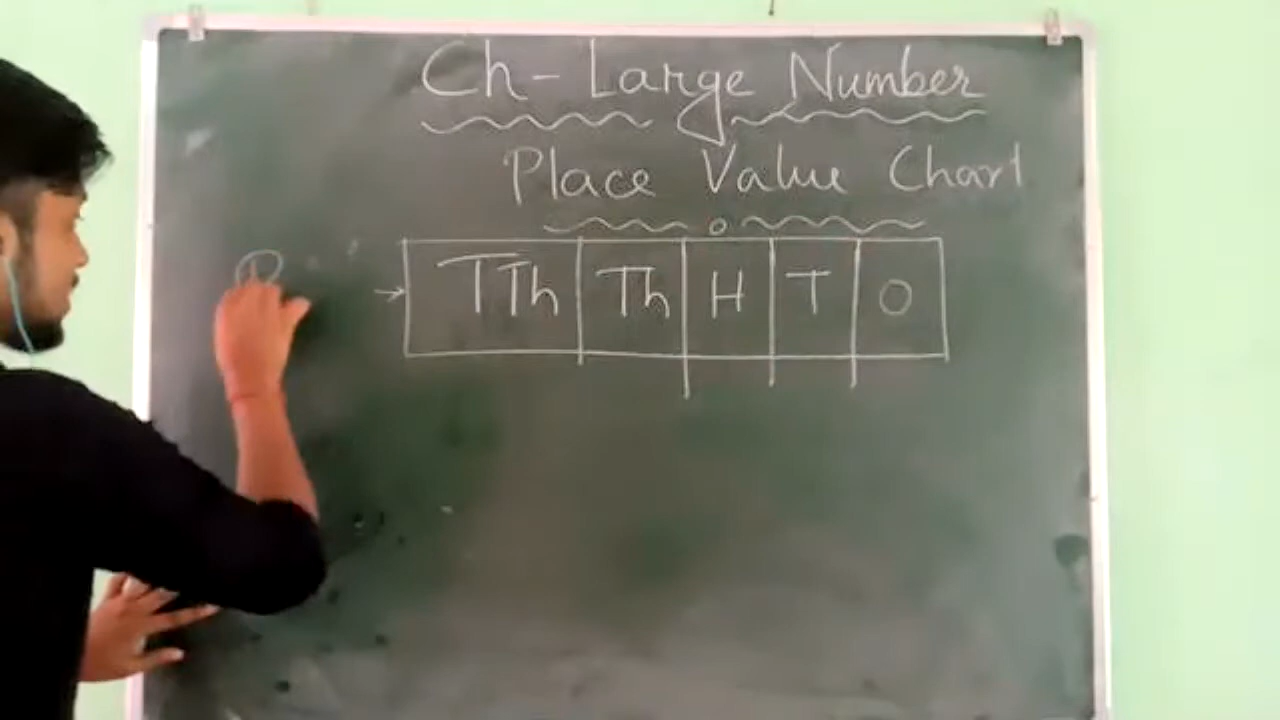 Ch - Large Number
Place Value Chart
→ TTh Th H T O